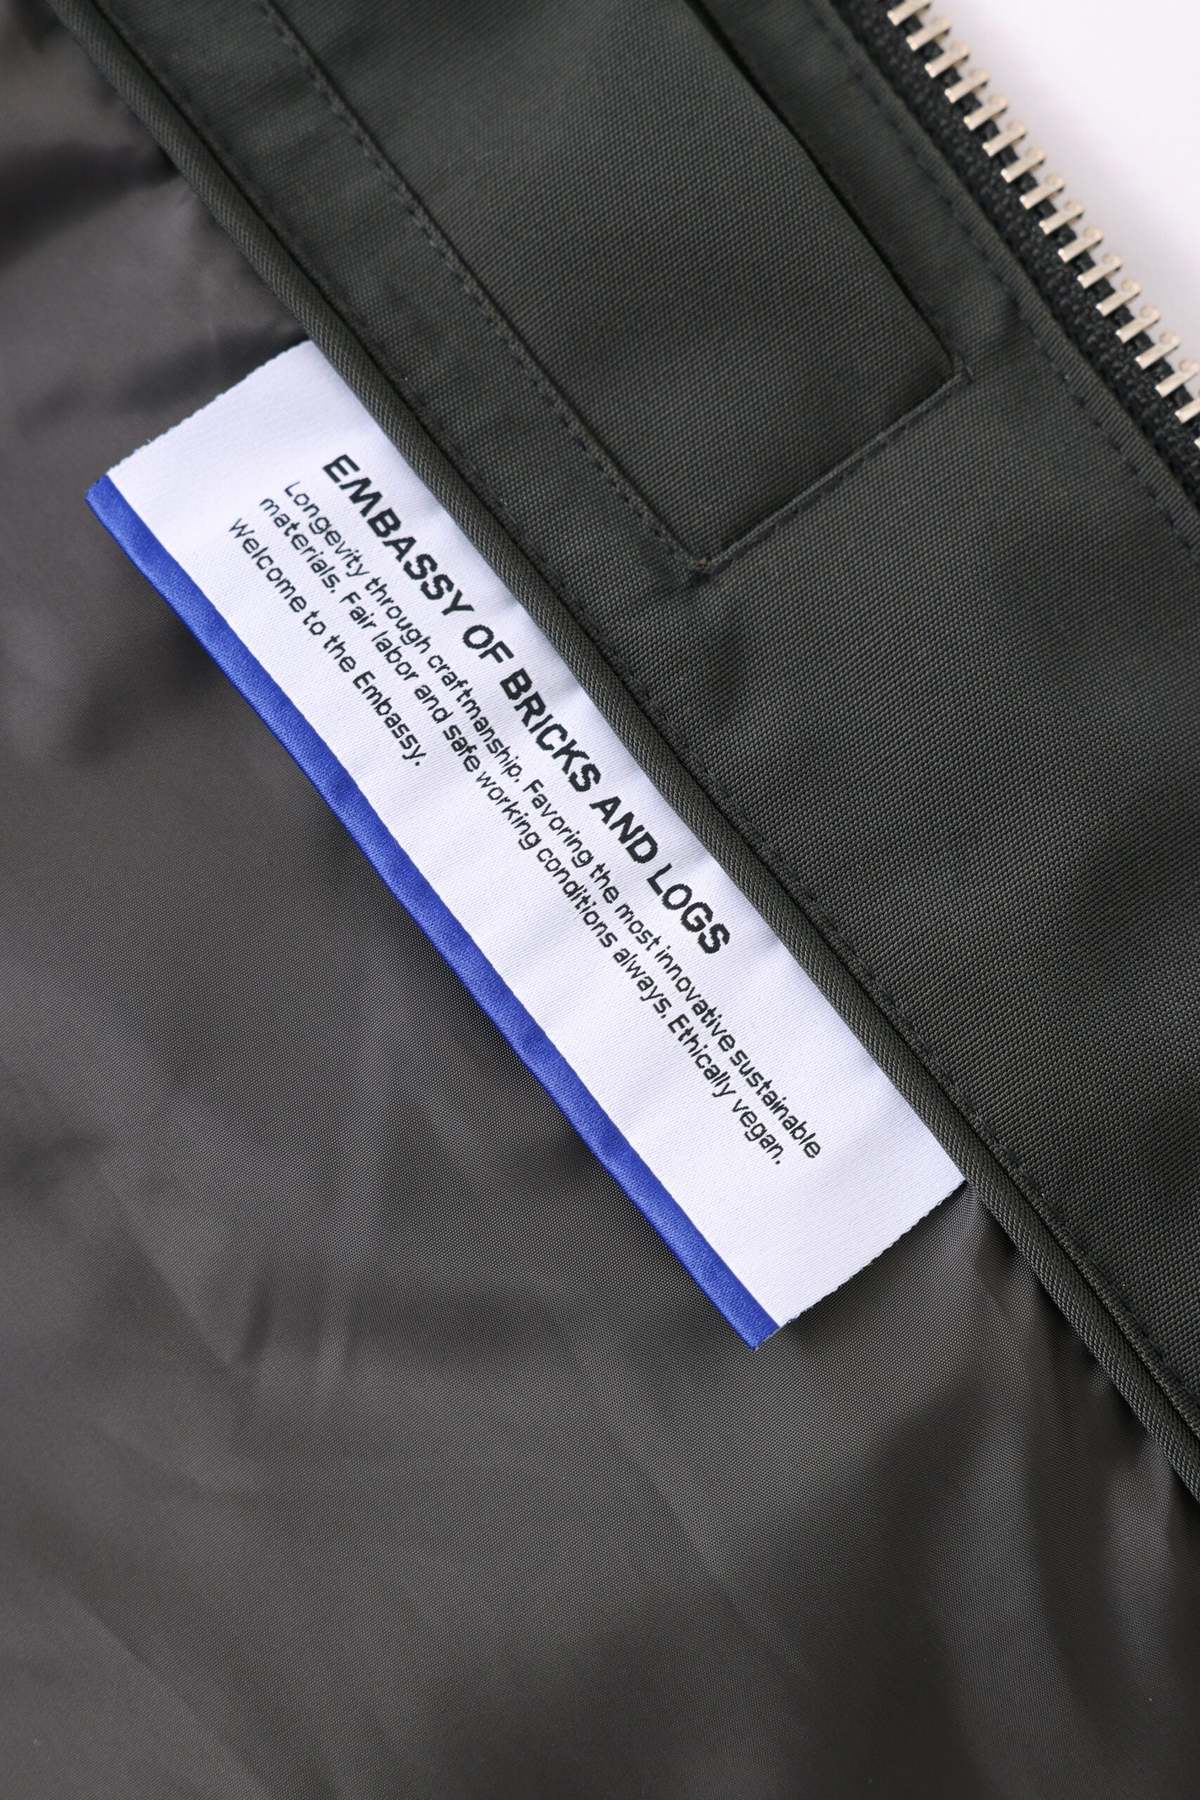 EMBASSY OF BRICKS AND LOGS
Longevity through craftmanship. Favoring the most innovative sustainable
materials. Fair labor and safe working conditions always. Ethically vegan.
Welcome to the Embassy.